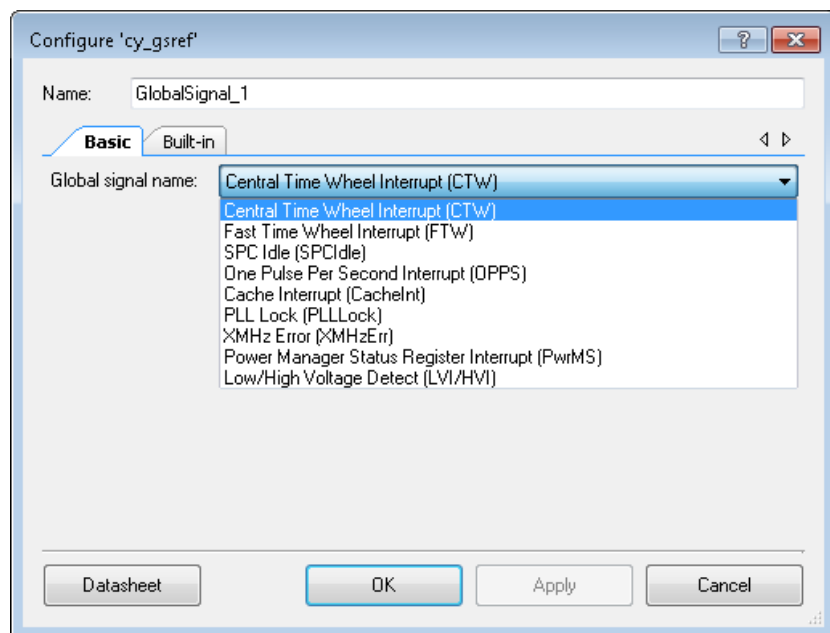 Configure 'cy_gsref'
?
Name: GlobalSignal_1
Basic Built-in
Global signal name: Central Time Wheel Interrupt (CTW)
Central Time Wheel Interrupt (CTW)
Fast Time Wheel Interrupt (FTW)
SPC Idle (SPCIdle)
One Pulse Per Second Interrupt (OPPS)
Cache Interrupt (CacheInt)
PLL Lock (PLLLock)
XMHz Error (XMHzErr)
Power Manager Status Register Interrupt (PwrMS)
Low/High Voltage Detect (LVI/HVI)
Datasheet OK Apply Cancel